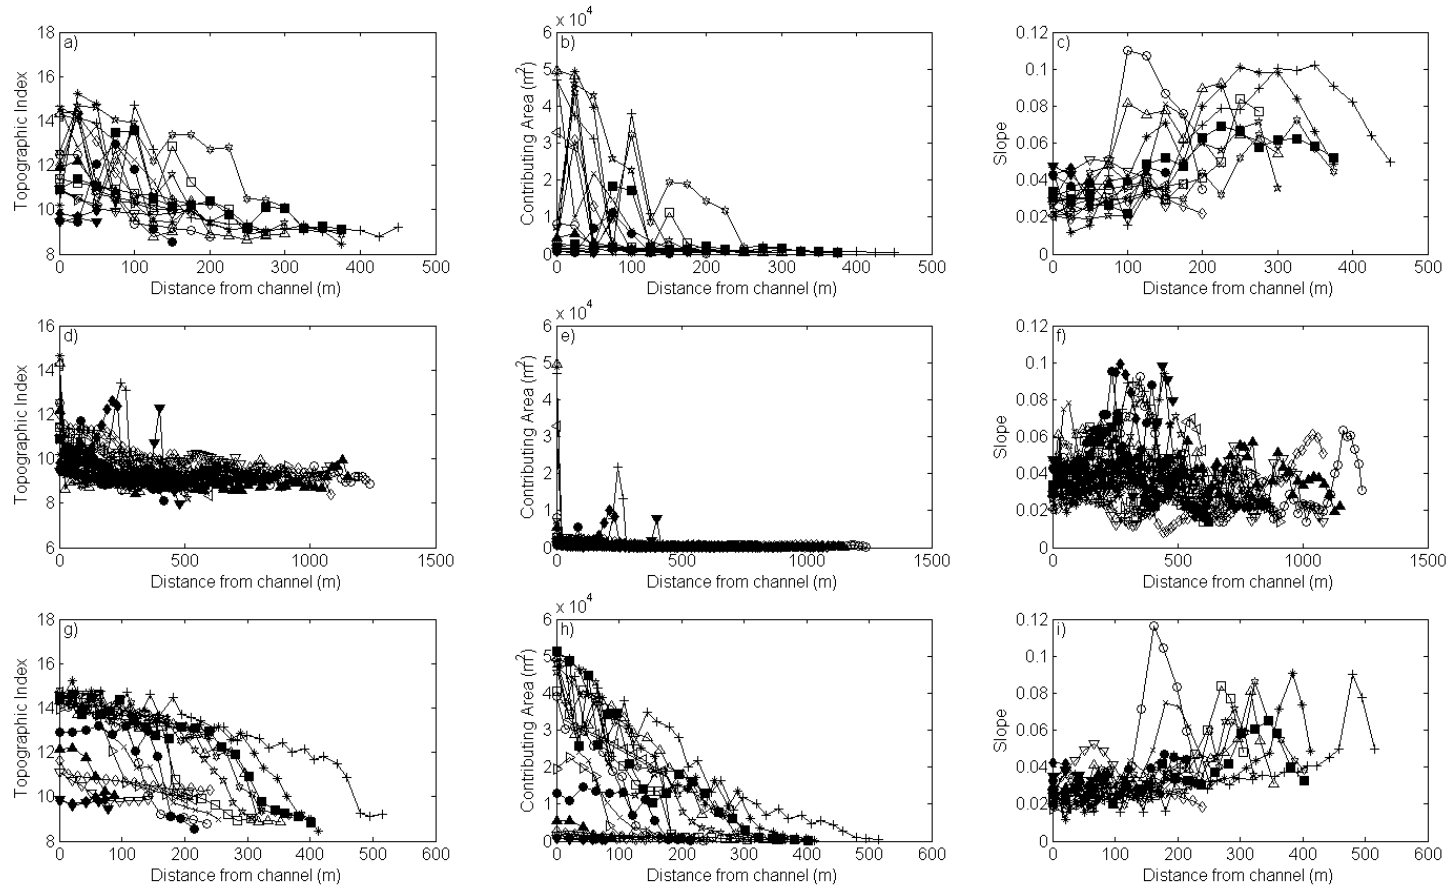 a)
Topographic Index
18
16
14
12
10
8
0 100 200 300 400 500
Distance from channel (m)
b)
x 10^4
Contributing Area (m^2)
6
5
4
3
2
1
0
0 100 200 300 400 500
Distance from channel (m)
c)
Slope
0.12
0.1
0.08
0.06
0.04
0.02
0
0 100 200 300 400 500
Distance from channel (m)
d)
Topographic Index
16
14
12
10
8
6
0 500 1000 1500
Distance from channel (m)
e)
x 10^4
Contributing Area (m^2)
6
5
4
3
2
1
0
0 500 1000 1500
Distance from channel (m)
f)
Slope
0.12
0.1
0.08
0.06
0.04
0.02
0
0 500 1000 1500
Distance from channel (m)
g)
Topographic Index
18
16
14
12
10
8
0 100 200 300 400 500 600
Distance from channel (m)
h)
x 10^4
Contributing Area (m^2)
6
5
4
3
2
1
0
0 100 200 300 400 500 600
Distance from channel (m)
i)
Slope
0.12
0.1
0.08
0.06
0.04
0.02
0
0 100 200 300 400 500 600
Distance from channel (m)